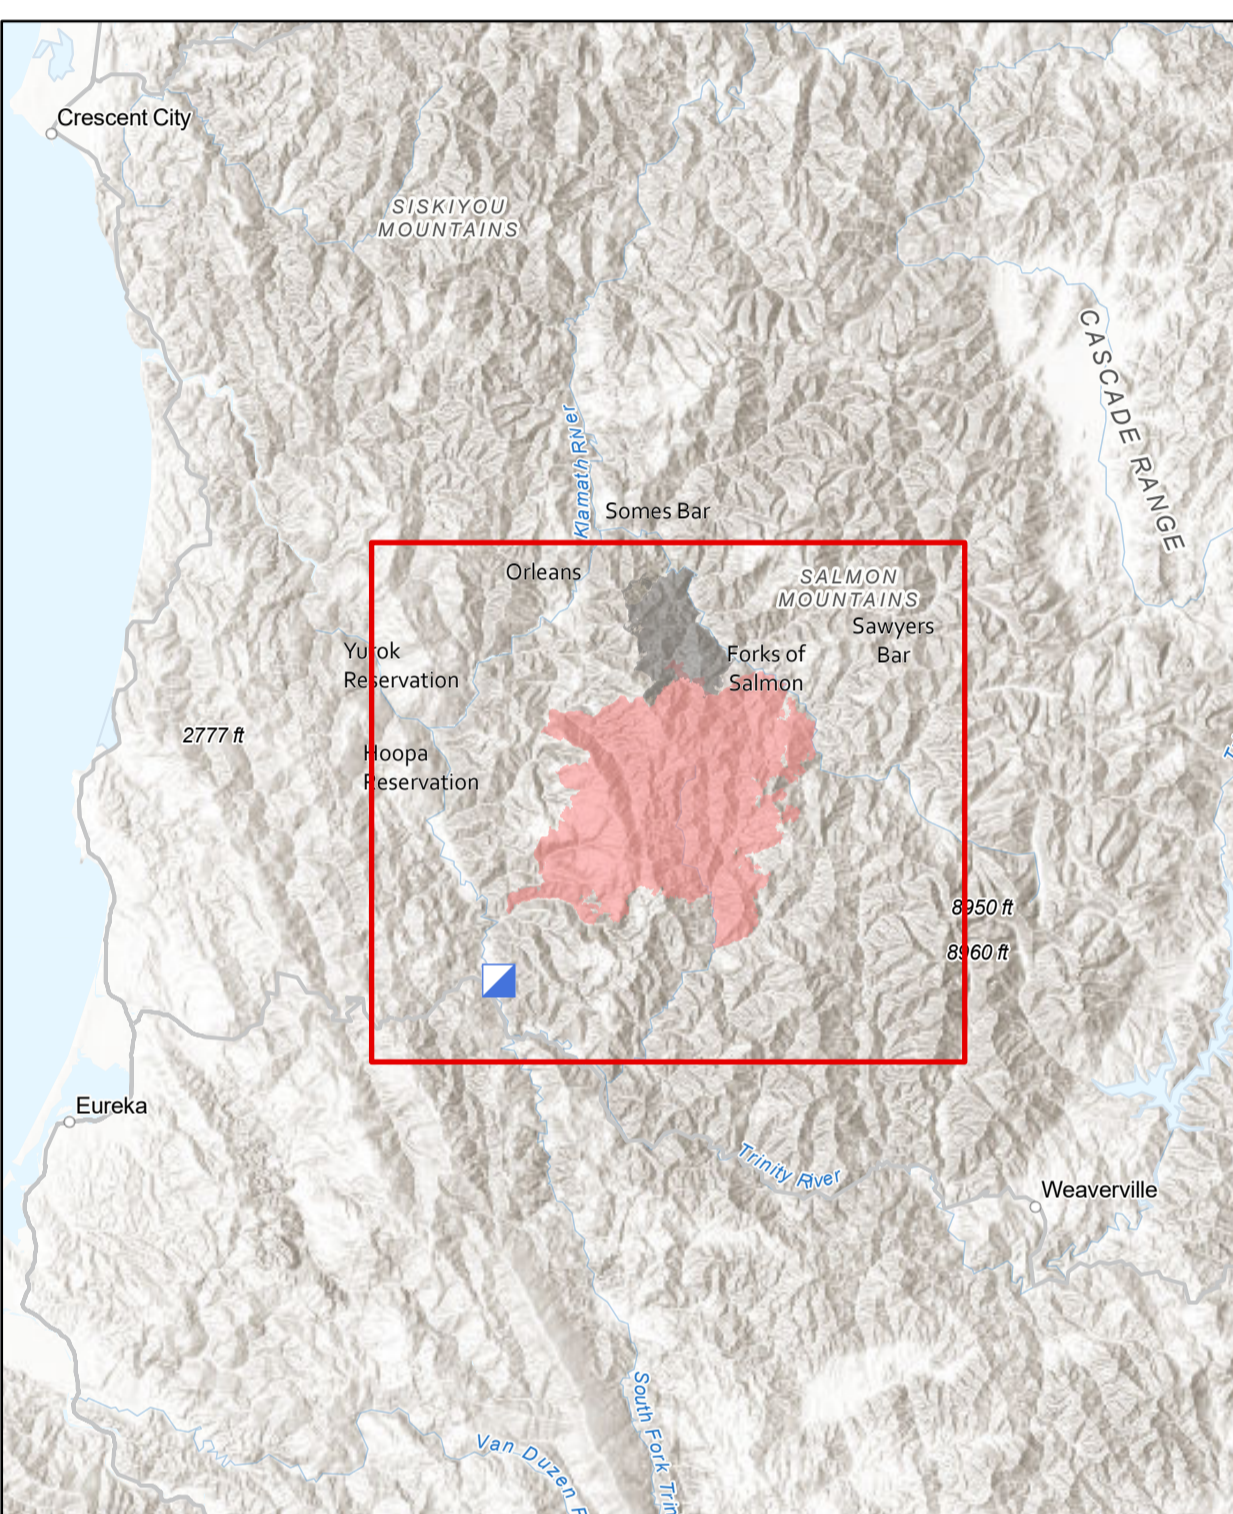 Crescent City
SISKIYOU
MOUNTAINS
CASCADE RANGE
Klamath River
Somes Bar
Orleans
SALMON
MOUNTAINS
Sawyers
Bar
Yurok
Reservation
Forks of
Salmon
2777 ft
Hoopa
Reservation
8950 ft
8960 ft
Eureka
Trinity River
Weaverville
South Fork Trin
Van Duzen